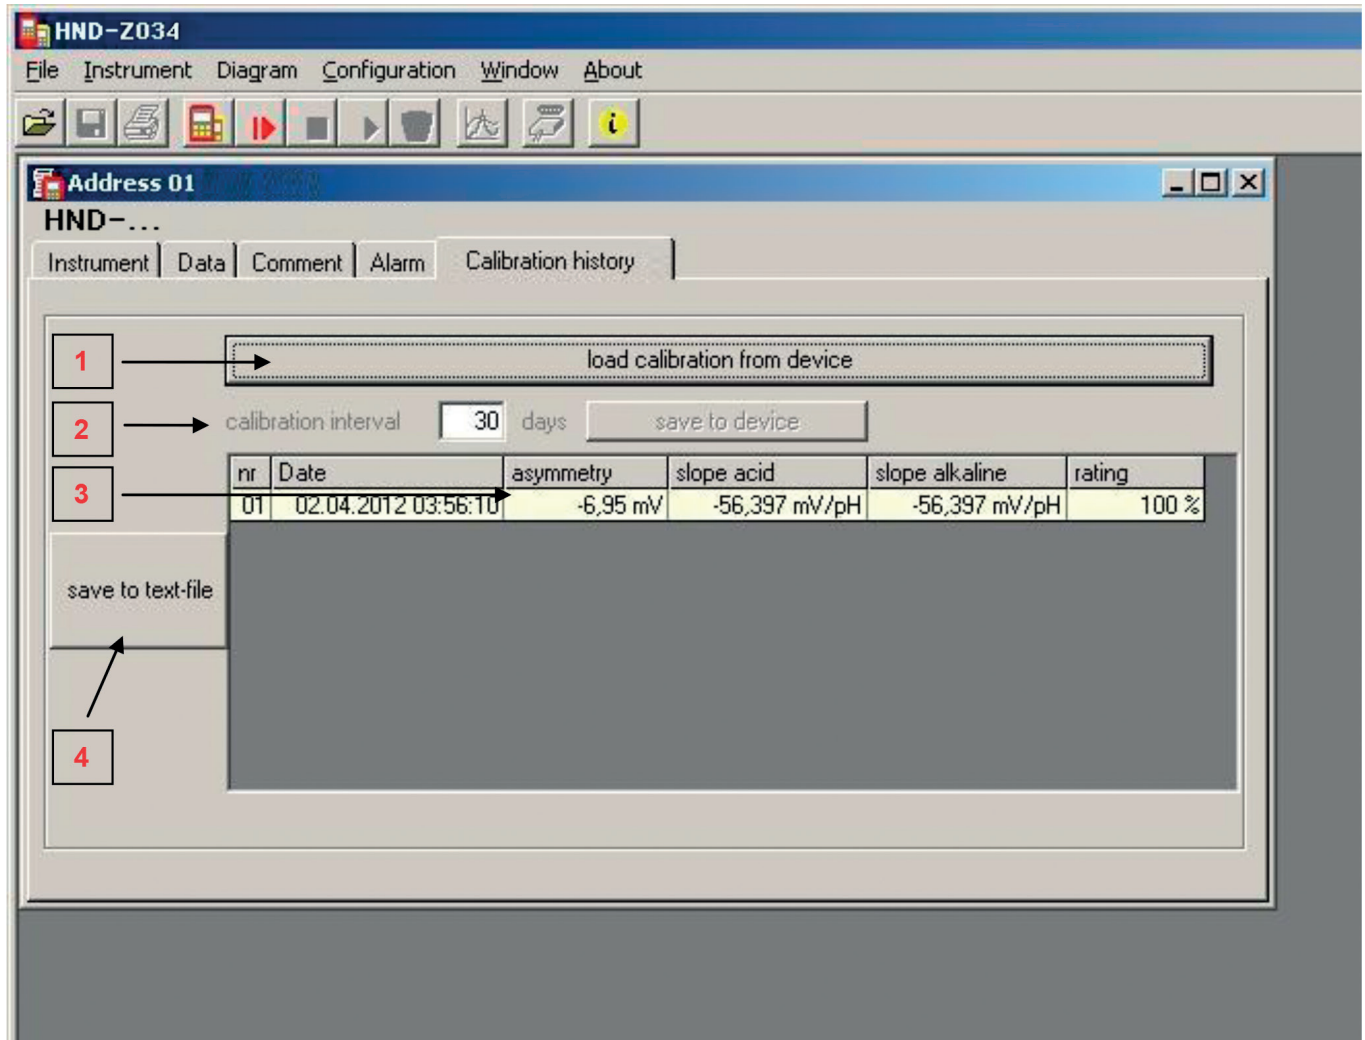 HND-Z034
File Instrument Diagram Configuration Window About
i
Address 01
HND-...
Instrument Data Comment Alarm Calibration history
1 load calibration from device
2 calibration interval 30 days save to device
nr Date asymmetry slope acid slope alkaline rating
3 01 02.04.2012 03:56:10 -6,95 mV -56,397 mV/pH -56,397 mV/pH 100 %
save to text-file
4